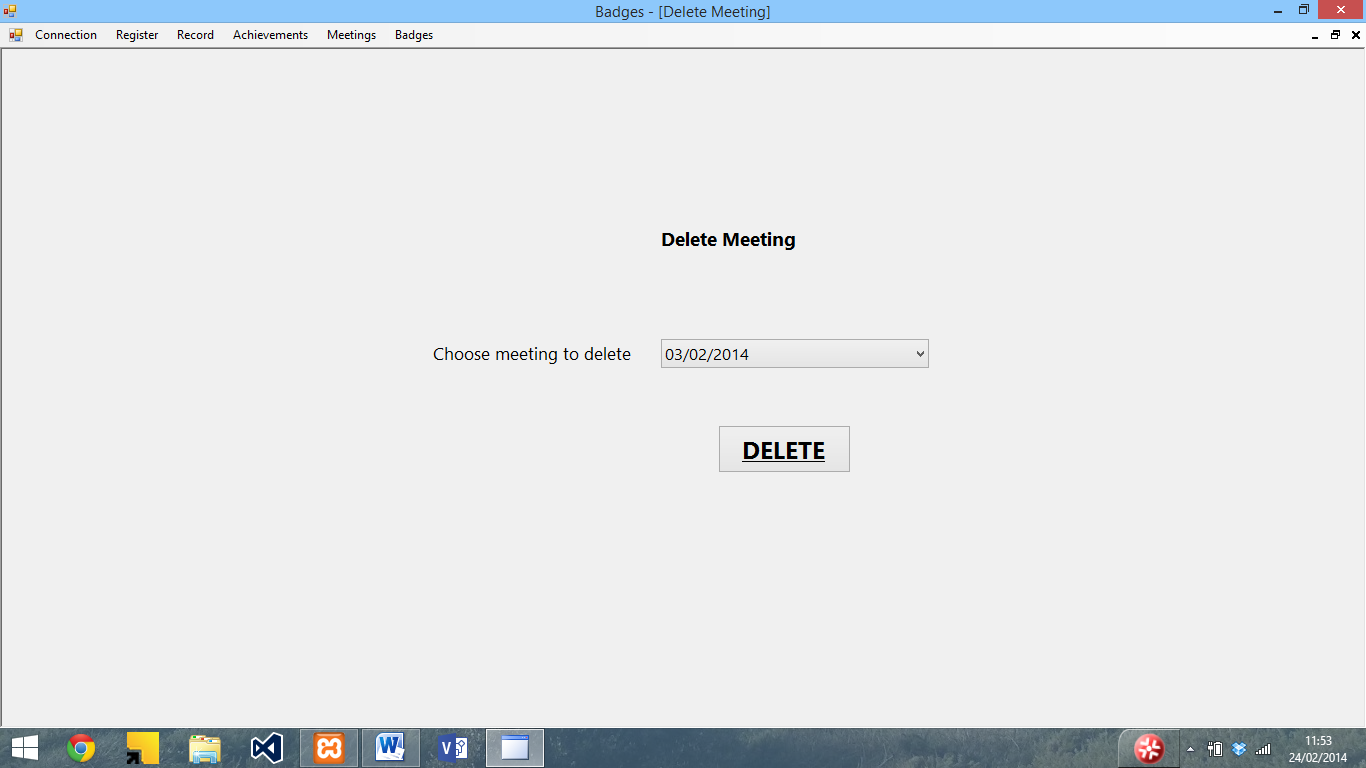 Badges - [Delete Meeting]
Connection Register Record Achievements Meetings Badges
Delete Meeting
Choose meeting to delete 03/02/2014
DELETE
11:53
24/02/2014